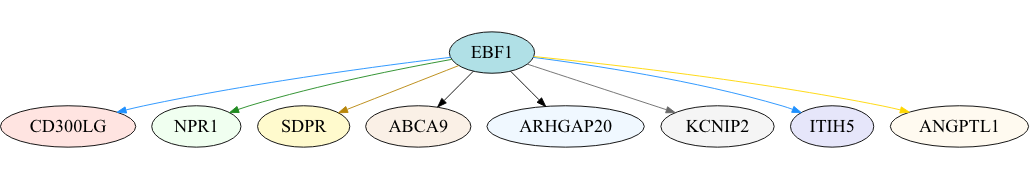 EBF1
CD300LG NPR1 SDPR ABCA9 ARHGAP20 KCNIP2 ITIH5 ANGPTL1